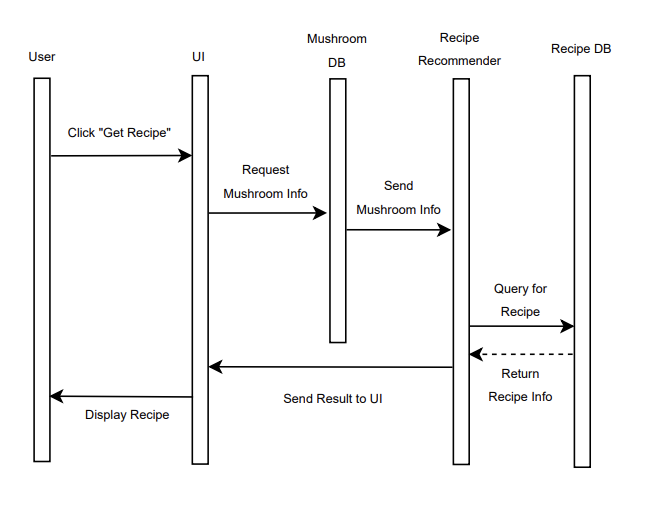 User
UI
Mushroom
DB
Recipe
Recommender
Recipe DB
Click "Get Recipe"
Request
Mushroom Info
Send
Mushroom Info
Query for
Recipe
Return
Recipe Info
Send Result to UI
Display Recipe